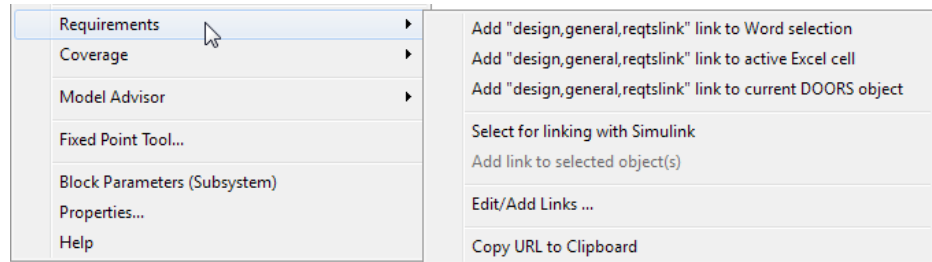 Requirements
Coverage
Model Advisor
Fixed Point Tool...
Block Parameters (Subsystem)
Properties...
Help
Add "design,general,reqtslink" link to Word selection
Add "design,general,reqtslink" link to active Excel cell
Add "design,general,reqtslink" link to current DOORS object
Select for linking with Simulink
Add link to selected object(s)
Edit/Add Links ...
Copy URL to Clipboard